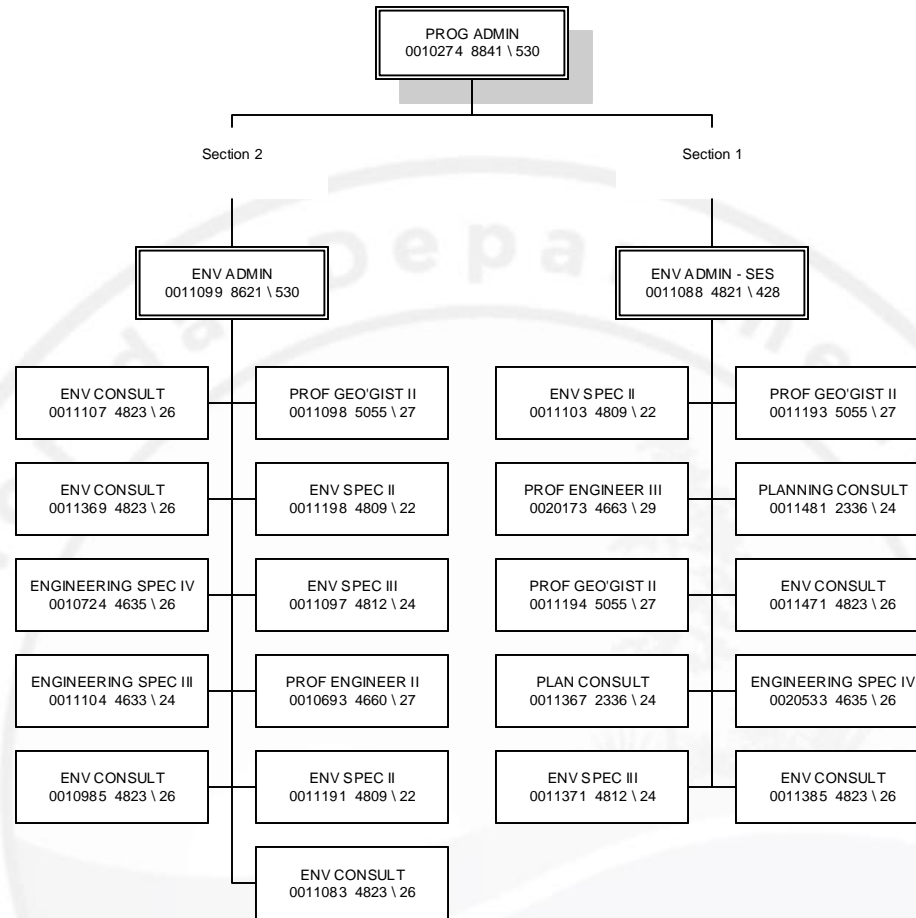 PROG ADMIN
0010274 8841 \ 530
Section 2
Section 1
ENV ADMIN
0011099 8621 \ 530
ENV ADMIN - SES
0011088 4821 \ 428
ENV CONSULT
0011107 4823 \ 26
PROF GEO'GIST II
0011098 5055 \ 27
ENV SPEC II
0011103 4809 \ 22
PROF GEO'GIST II
0011193 5055 \ 27
ENV CONSULT
0011369 4823 \ 26
ENV SPEC II
0011198 4809 \ 22
PROF ENGINEER III
0020173 4663 \ 29
PLANNING CONSULT
0011481 2336 \ 24
ENGINEERING SPEC IV
0010724 4635 \ 26
ENV SPEC III
0011097 4812 \ 24
PROF GEO'GIST II
0011194 5055 \ 27
ENV CONSULT
0011471 4823 \ 26
ENGINEERING SPEC III
0011104 4633 \ 24
PROF ENGINEER II
0010693 4660 \ 27
PLAN CONSULT
0011367 2336 \ 24
ENGINEERING SPEC IV
0020533 4635 \ 26
ENV CONSULT
0010985 4823 \ 26
ENV SPEC II
0011191 4809 \ 22
ENV SPEC III
0011371 4812 \ 24
ENV CONSULT
0011385 4823 \ 26
ENV CONSULT
0011083 4823 \ 26